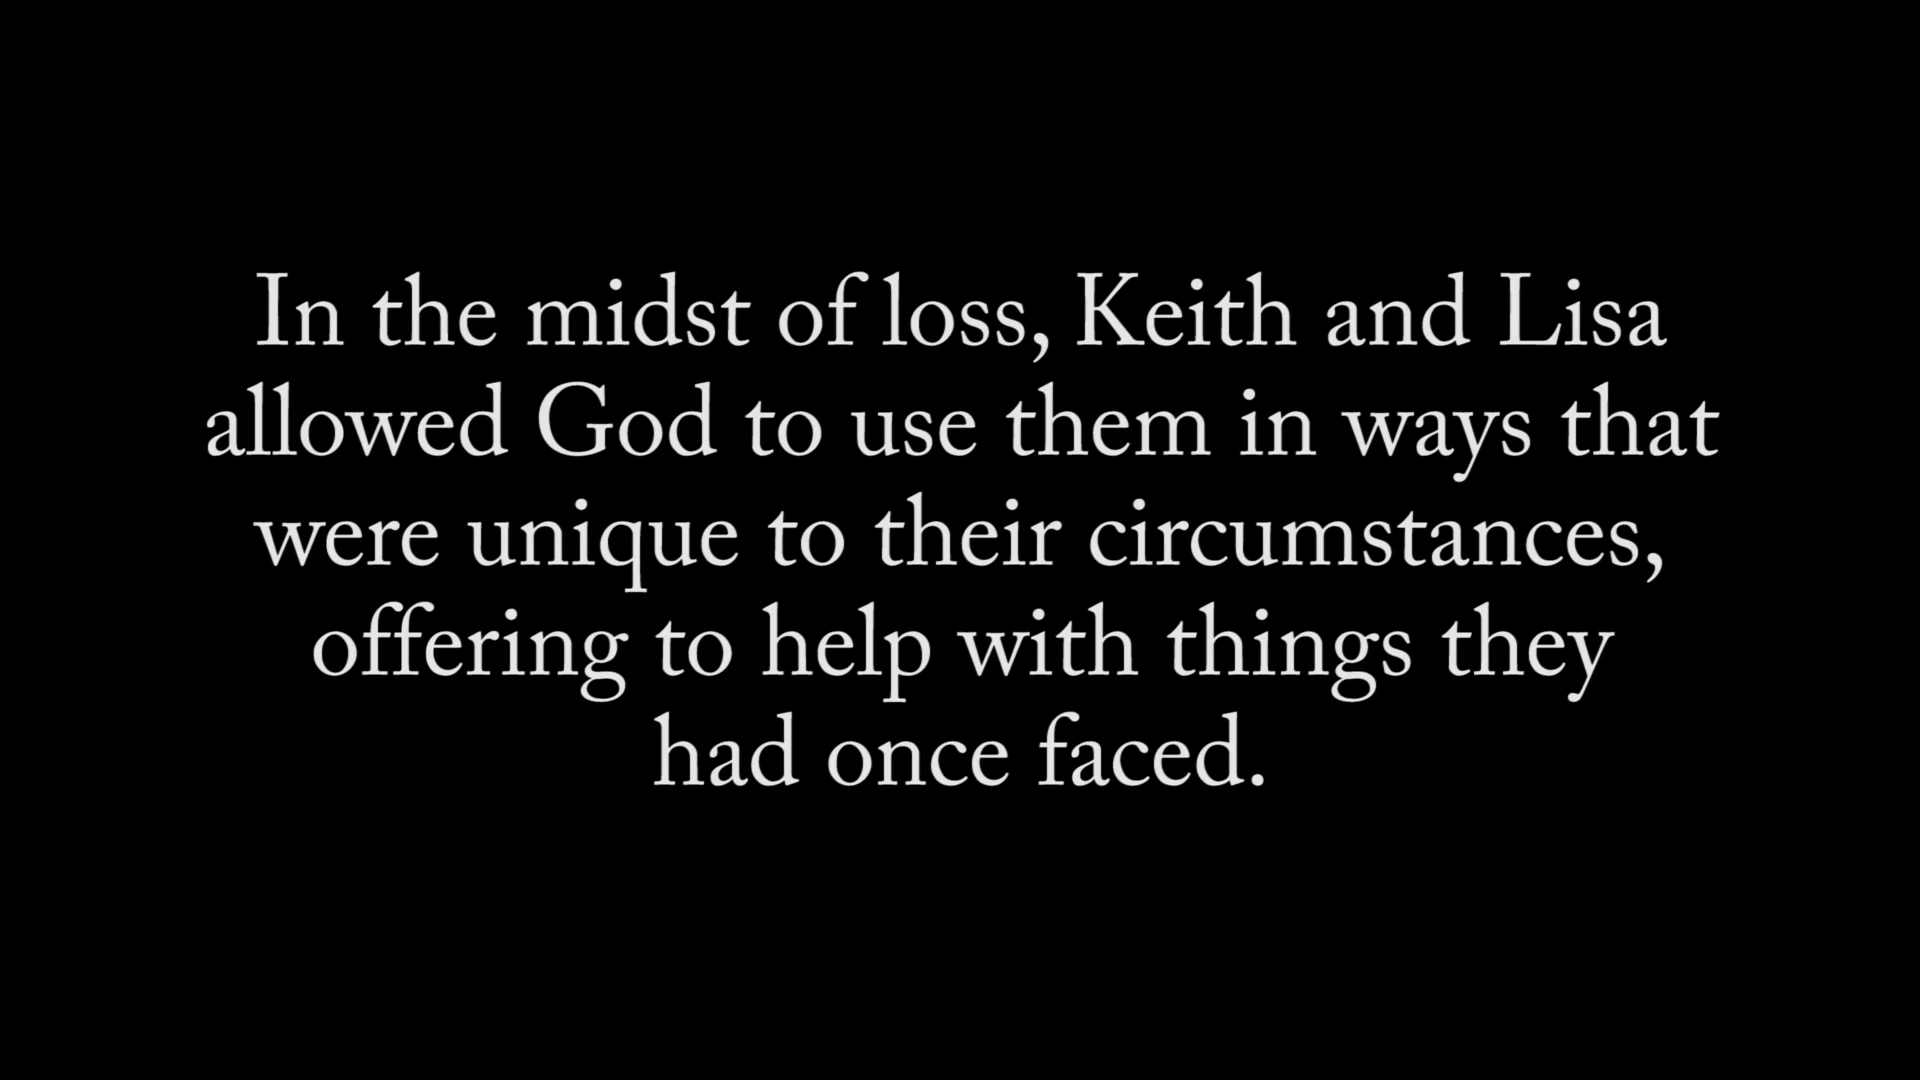 In the midst of loss, Keith and Lisa
allowed God to use them in ways that
were unique to their circumstances,
offering to help with things they
had once faced.